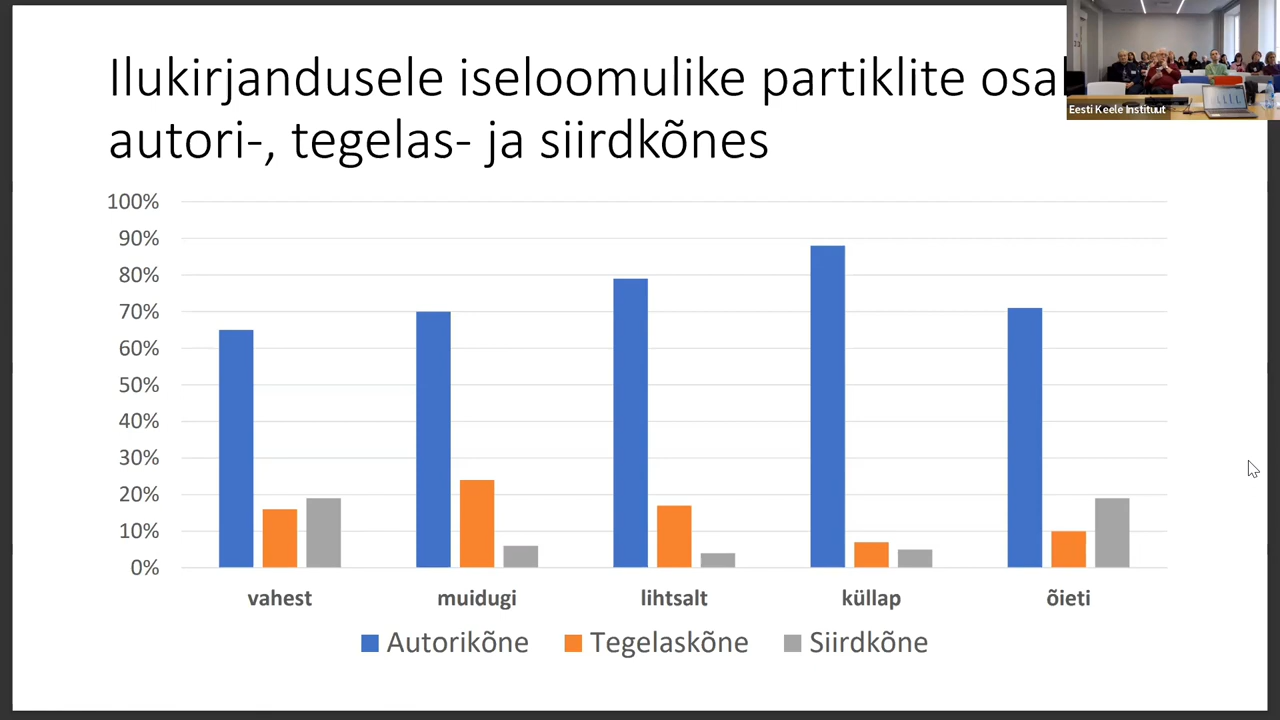 Ilukirjandusele iseloomulike partiklite
autori-, tegelas- ja siirdkõnes
Eesti Keele Instituut
100%
90%
80%
70%
60%
50%
40%
30%
20%
10%
0%
vahest muidugi lihtsalt küllap õieti
Autorikõne Tegelaskõne Siirdkõne